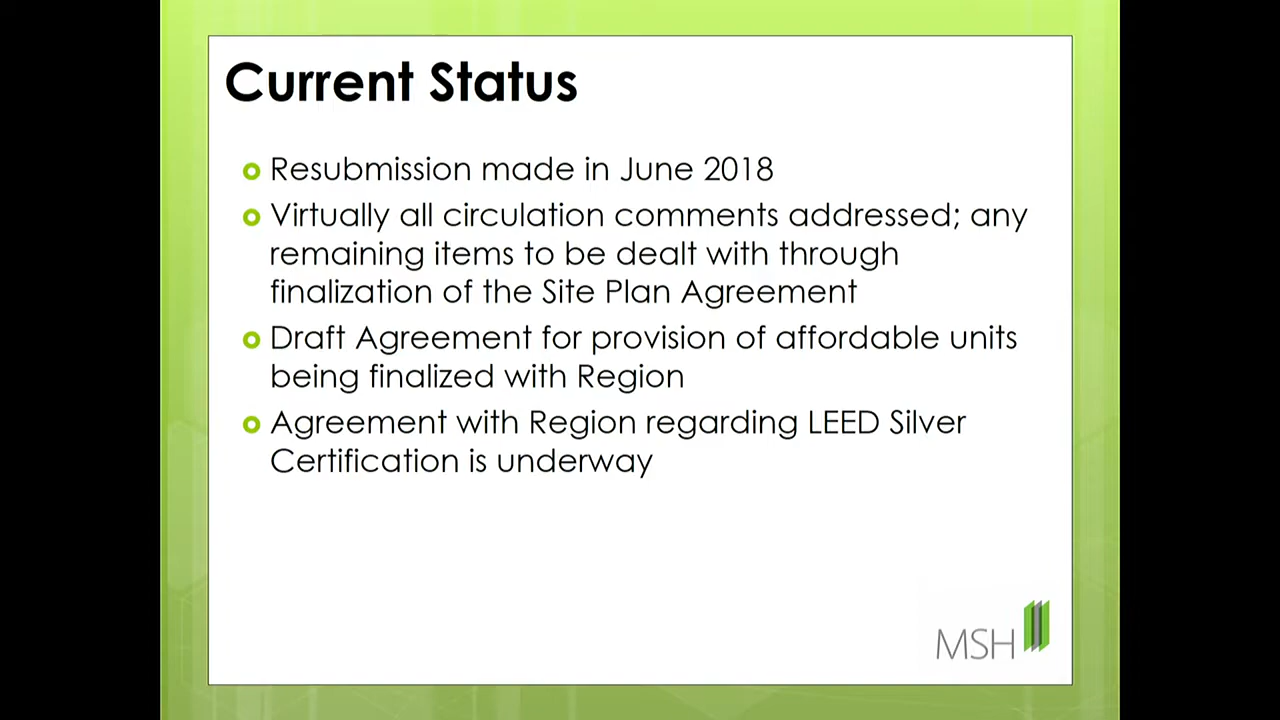 Current Status
Resubmission made in June 2018
Virtually all circulation comments addressed; any
remaining items to be dealt with through
finalization of the Site Plan Agreement
Draft Agreement for provision of affordable units
being finalized with Region
Agreement with Region regarding LEED Silver
Certification is underway
MSH